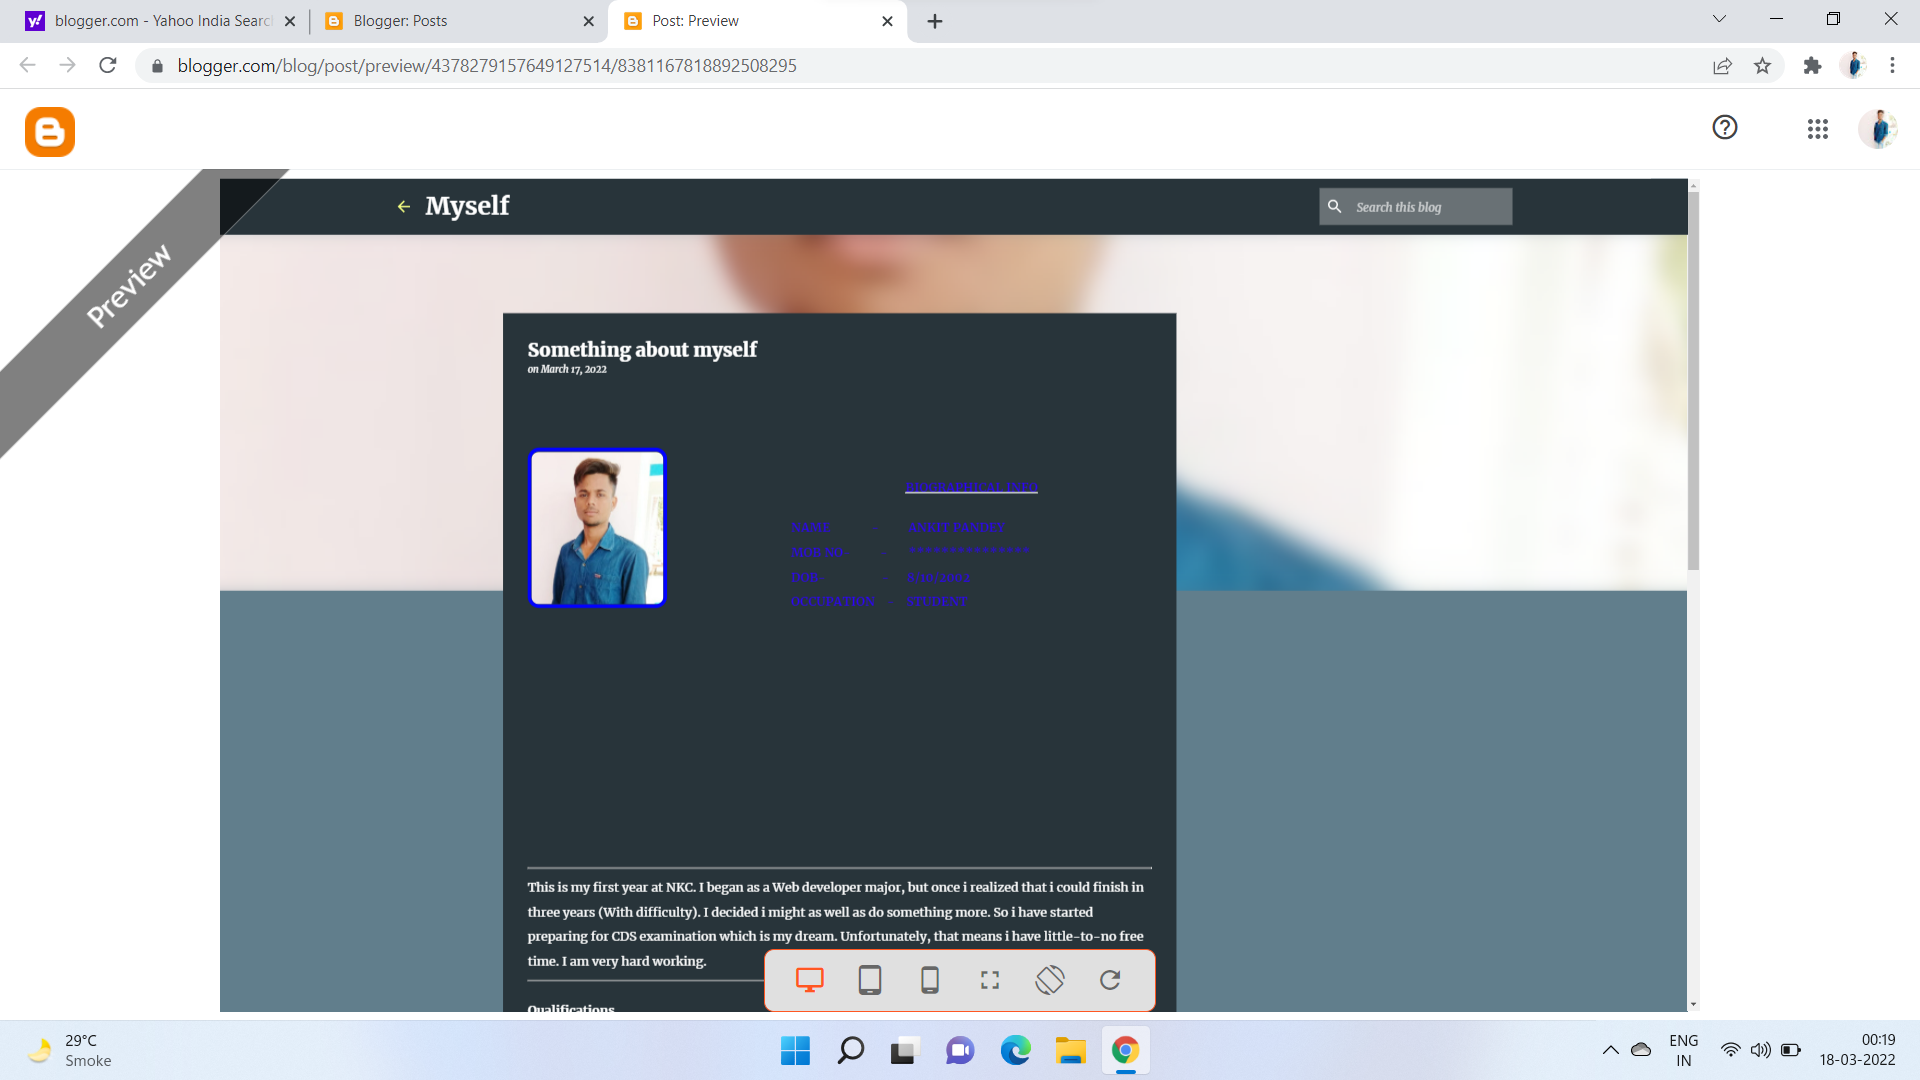 blogger.com - Yahoo India Searc
Blogger: Posts
Post: Preview
blogger.com/blog/post/preview/4378279157649127514/8381167818892508295
Preview
Myself
Search this blog
Something about myself
on March 17, 2022
BIOGRAPHICAL INFO
NAME - ANKIT PANDEY
MOB NO - ***************
DOB- -
OCCUPATION - STUDENT
This is my first year at NKC. I began as a Web developer major, but once i realized that i could finish in
three years (With difficulty). I decided i might as well as do something more. So i have started
preparing for CDS examination which is my dream. Unfortunately, that means i have little-to-no free
time. I am very hard working.
Qualifications
29°C
Smoke
ENG
IN
00:19
18-03-2022